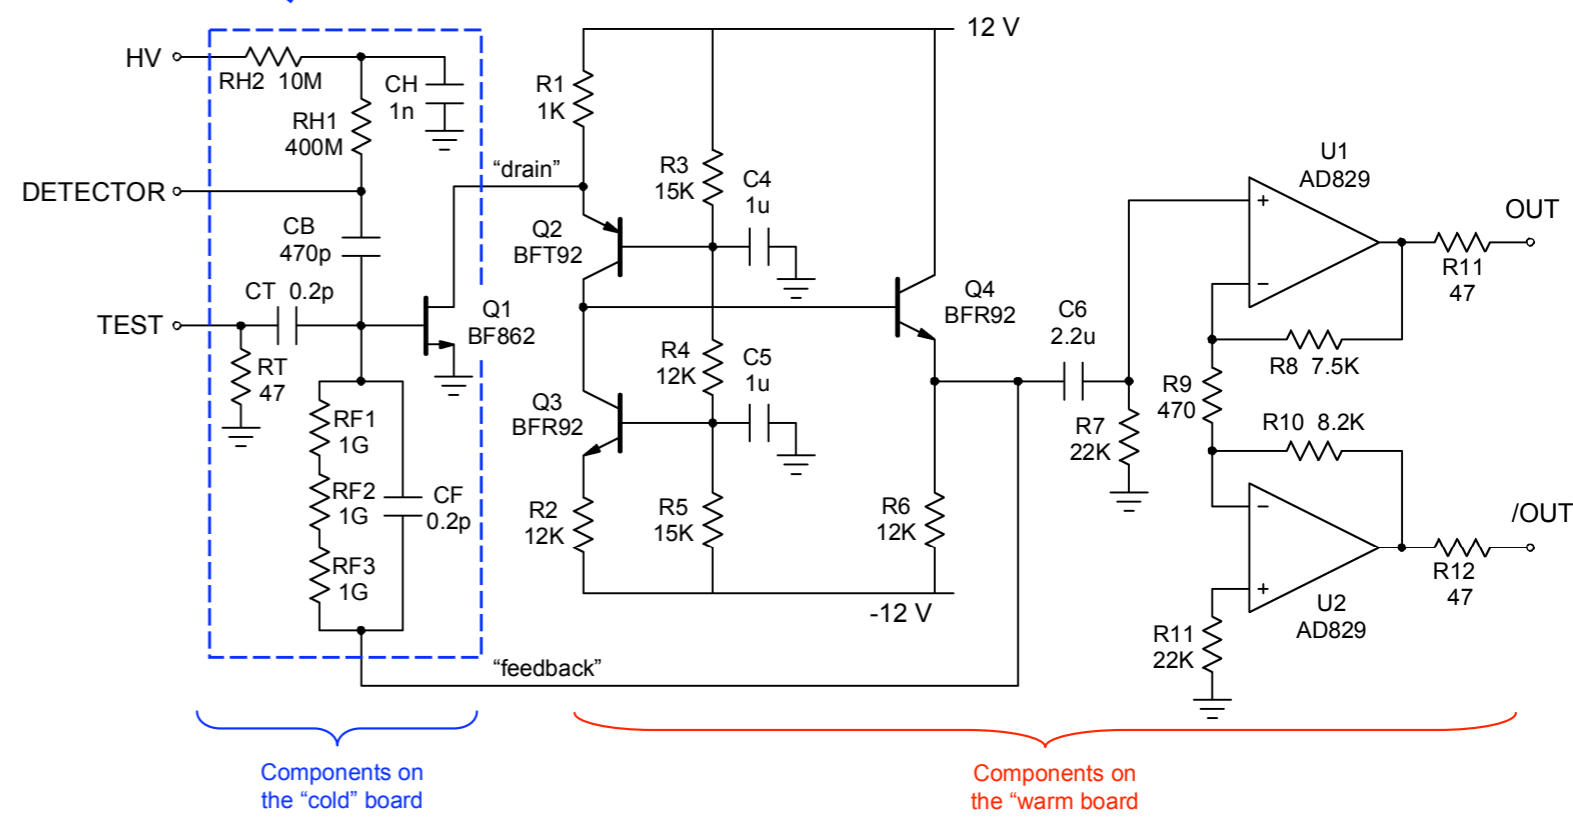 12 V
HV
RH2 10M
CH
1n
RH1
400M
R1
1K
"drain"
R3
15K
C4
1u
U1
AD829
DETECTOR
OUT
CB
470p
Q2
BFT92
R11
47
CT 0.2p
TEST
Q1
BF862
Q4
BFR92
C6
2.2u
RT
47
R4
12K
C5
1u
R8 7.5K
R9
470
RF1
1G
Q3
BFR92
R7
22K
R10 8.2K
RF2
1G
CF
0.2p
R2
12K
R5
15K
R6
12K
/OUT
RF3
1G
R12
47
-12 V
U2
AD829
R11
22K
"feedback"
+
−
−
+
Components on
the "cold" board
Components on
the "warm board